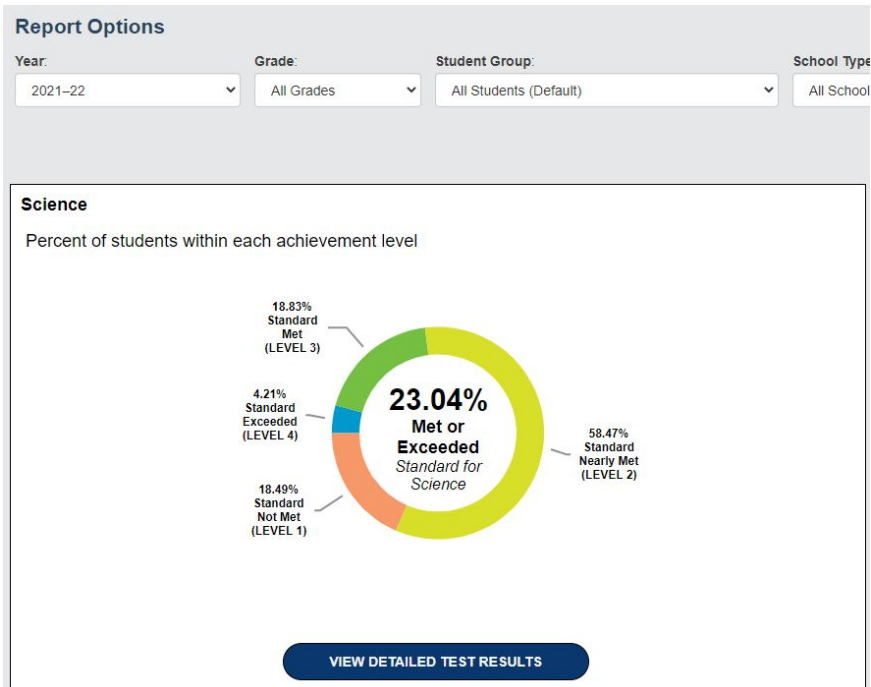 Report Options
Year: Grade: Student Group: School Type
2021–22 All Grades All Students (Default) All School
Science
Percent of students within each achievement level
18.83%
Standard
Met
(LEVEL 3)
4.21%
Standard
Exceeded
(LEVEL 4)
18.49%
Standard
Not Met
(LEVEL 1)
23.04%
Met or
Exceeded
Standard for
Science
58.47%
Standard
Nearly Met
(LEVEL 2)
VIEW DETAILED TEST RESULTS